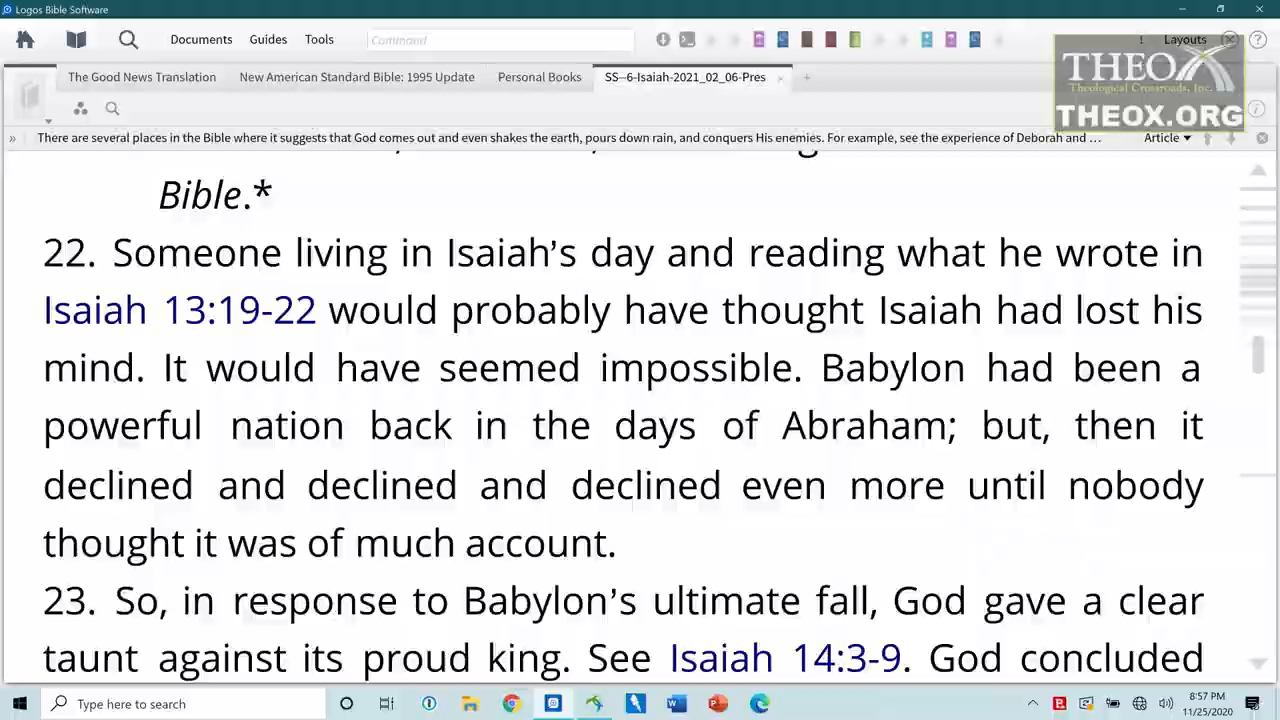 Logos Bible Software
Documents Guides Tools Command Layouts
THEOX
Theological Crossroads, Inc.
THEOX.ORG
The Good News Translation New American Standard Bible: 1995 Update Personal Books SS--6-Isaiah-2021_02_06-Pres
» There are several places in the Bible where it suggests that God comes out and even shakes the earth, pours down rain, and conquers His enemies. For example, see the experience of Deborah and … Article
Bible.*
22. Someone living in Isaiah's day and reading what he wrote in
Isaiah 13:19-22 would probably have thought Isaiah had lost his
mind. It would have seemed impossible. Babylon had been a
powerful nation back in the days of Abraham; but, then it
declined and declined and declined even more until nobody
thought it was of much account.
23. So, in response to Babylon's ultimate fall, God gave a clear
taunt against its proud king. See Isaiah 14:3-9. God concluded
Type here to search
8:57 PM
11/25/2020